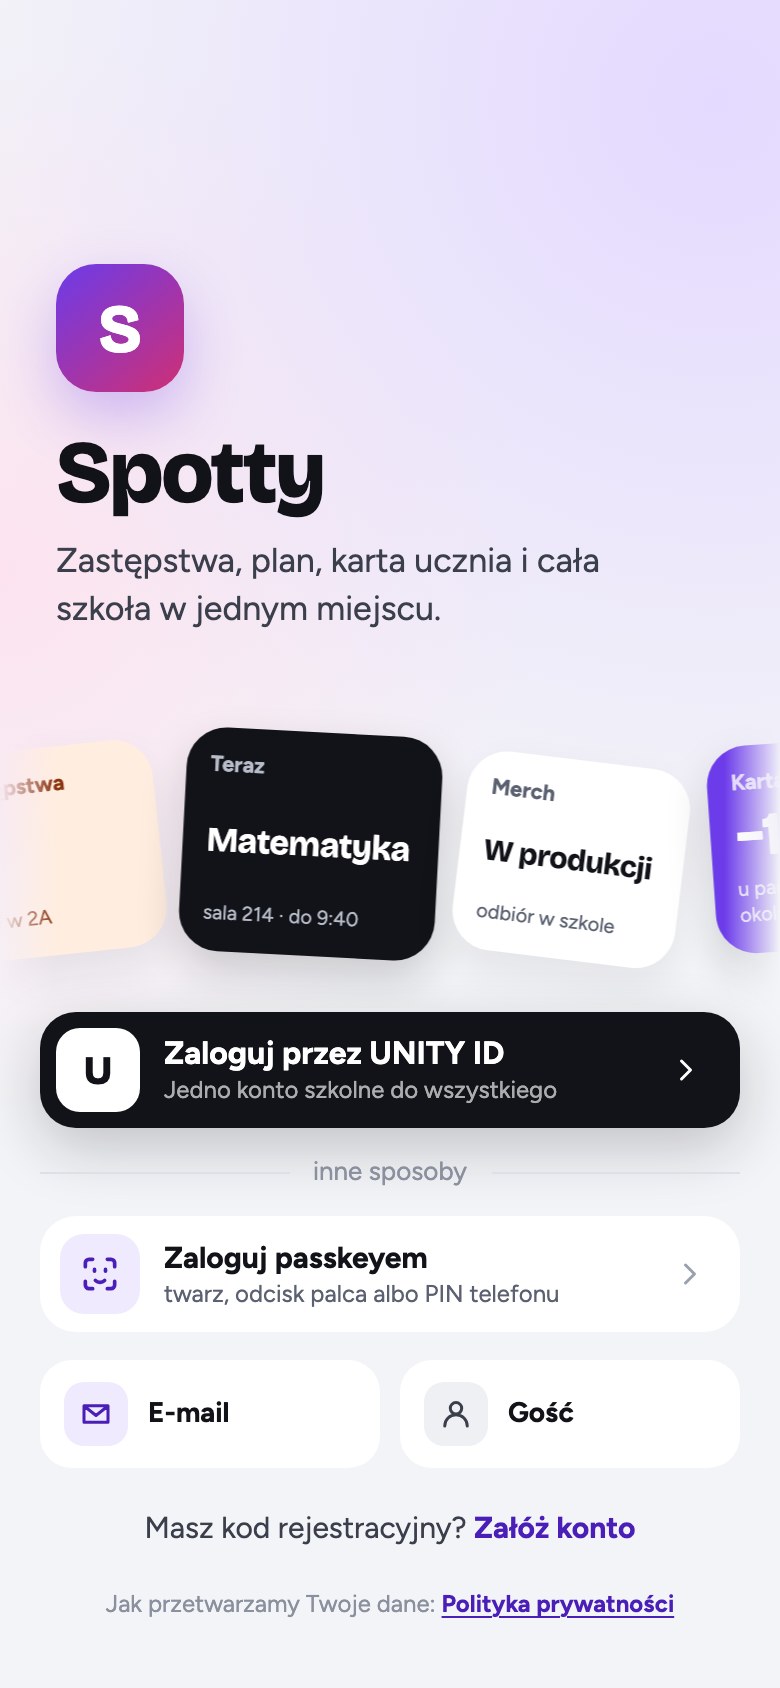 S
Spotty
Zastępstwa, plan, karta ucznia i cała
szkoła w jednym miejscu.
pstwa
w 2A
Teraz
Matematyka
sala 214 · do 9:40
Merch
W produkcji
odbiór w szkole
U
Zaloguj przez UNITY ID
Jedno konto szkolne do wszystkiego
inne sposoby
Zaloguj passkeyem
twarz, odcisk palca albo PIN telefonu
E-mail
Gość
Masz kod rejestracyjny? Załóż konto
Jak przetwarzamy Twoje dane: Polityka prywatności